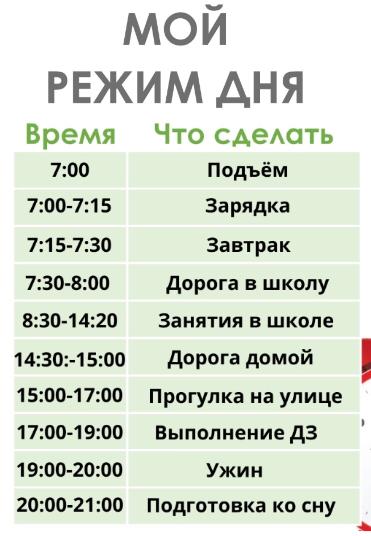 МОЙ
РЕЖИМ ДНЯ
Время Что сделать
7:00 Подъём
7:00-7:15 Зарядка
7:15-7:30 Завтрак
7:30-8:00 Дорога в школу
8:30-14:20 Занятия в школе
14:30:-15:00 Дорога домой
15:00-17:00 Прогулка на улице
17:00-19:00 Выполнение ДЗ
19:00-20:00 Ужин
20:00-21:00 Подготовка ко сну